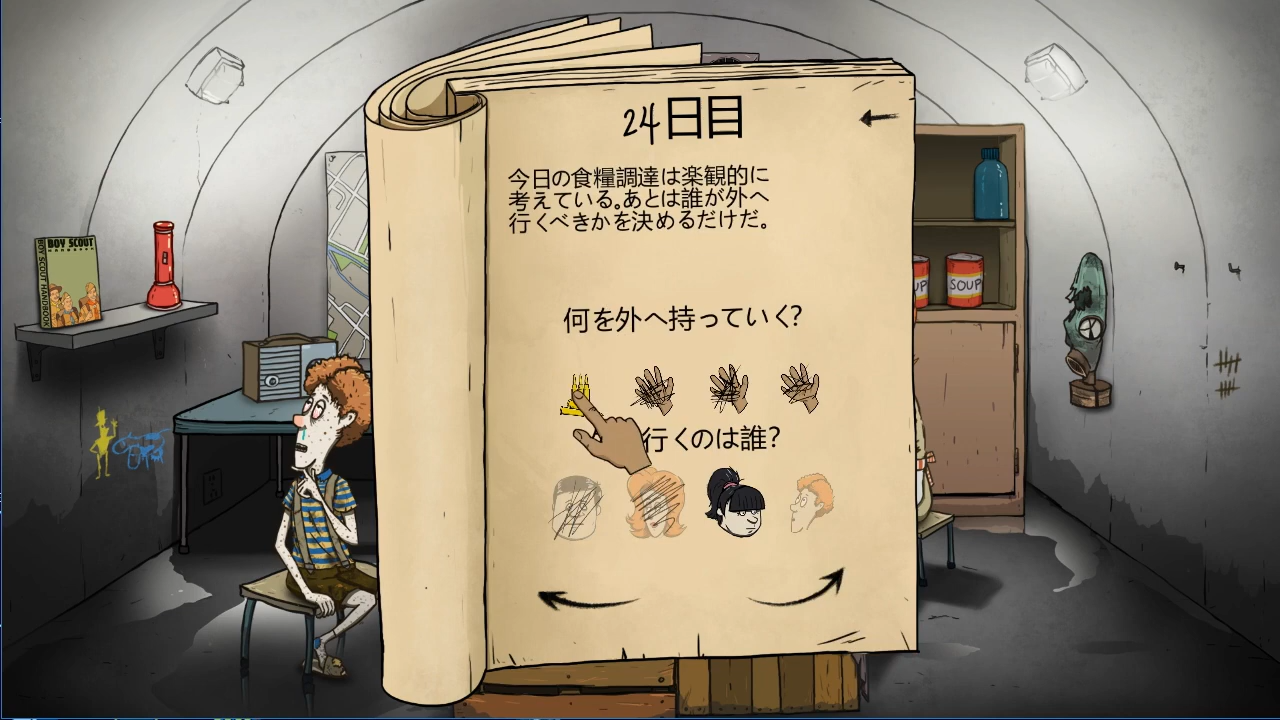 24日目
今日の食糧調達は楽観的に
考えている。あとは誰が外へ
行くべきかを決めるだけだ。
何を外へ持っていく?
行くのは誰?
BOY SCOUT
BOY SCOUT HANDBOOK
UP
SOUP